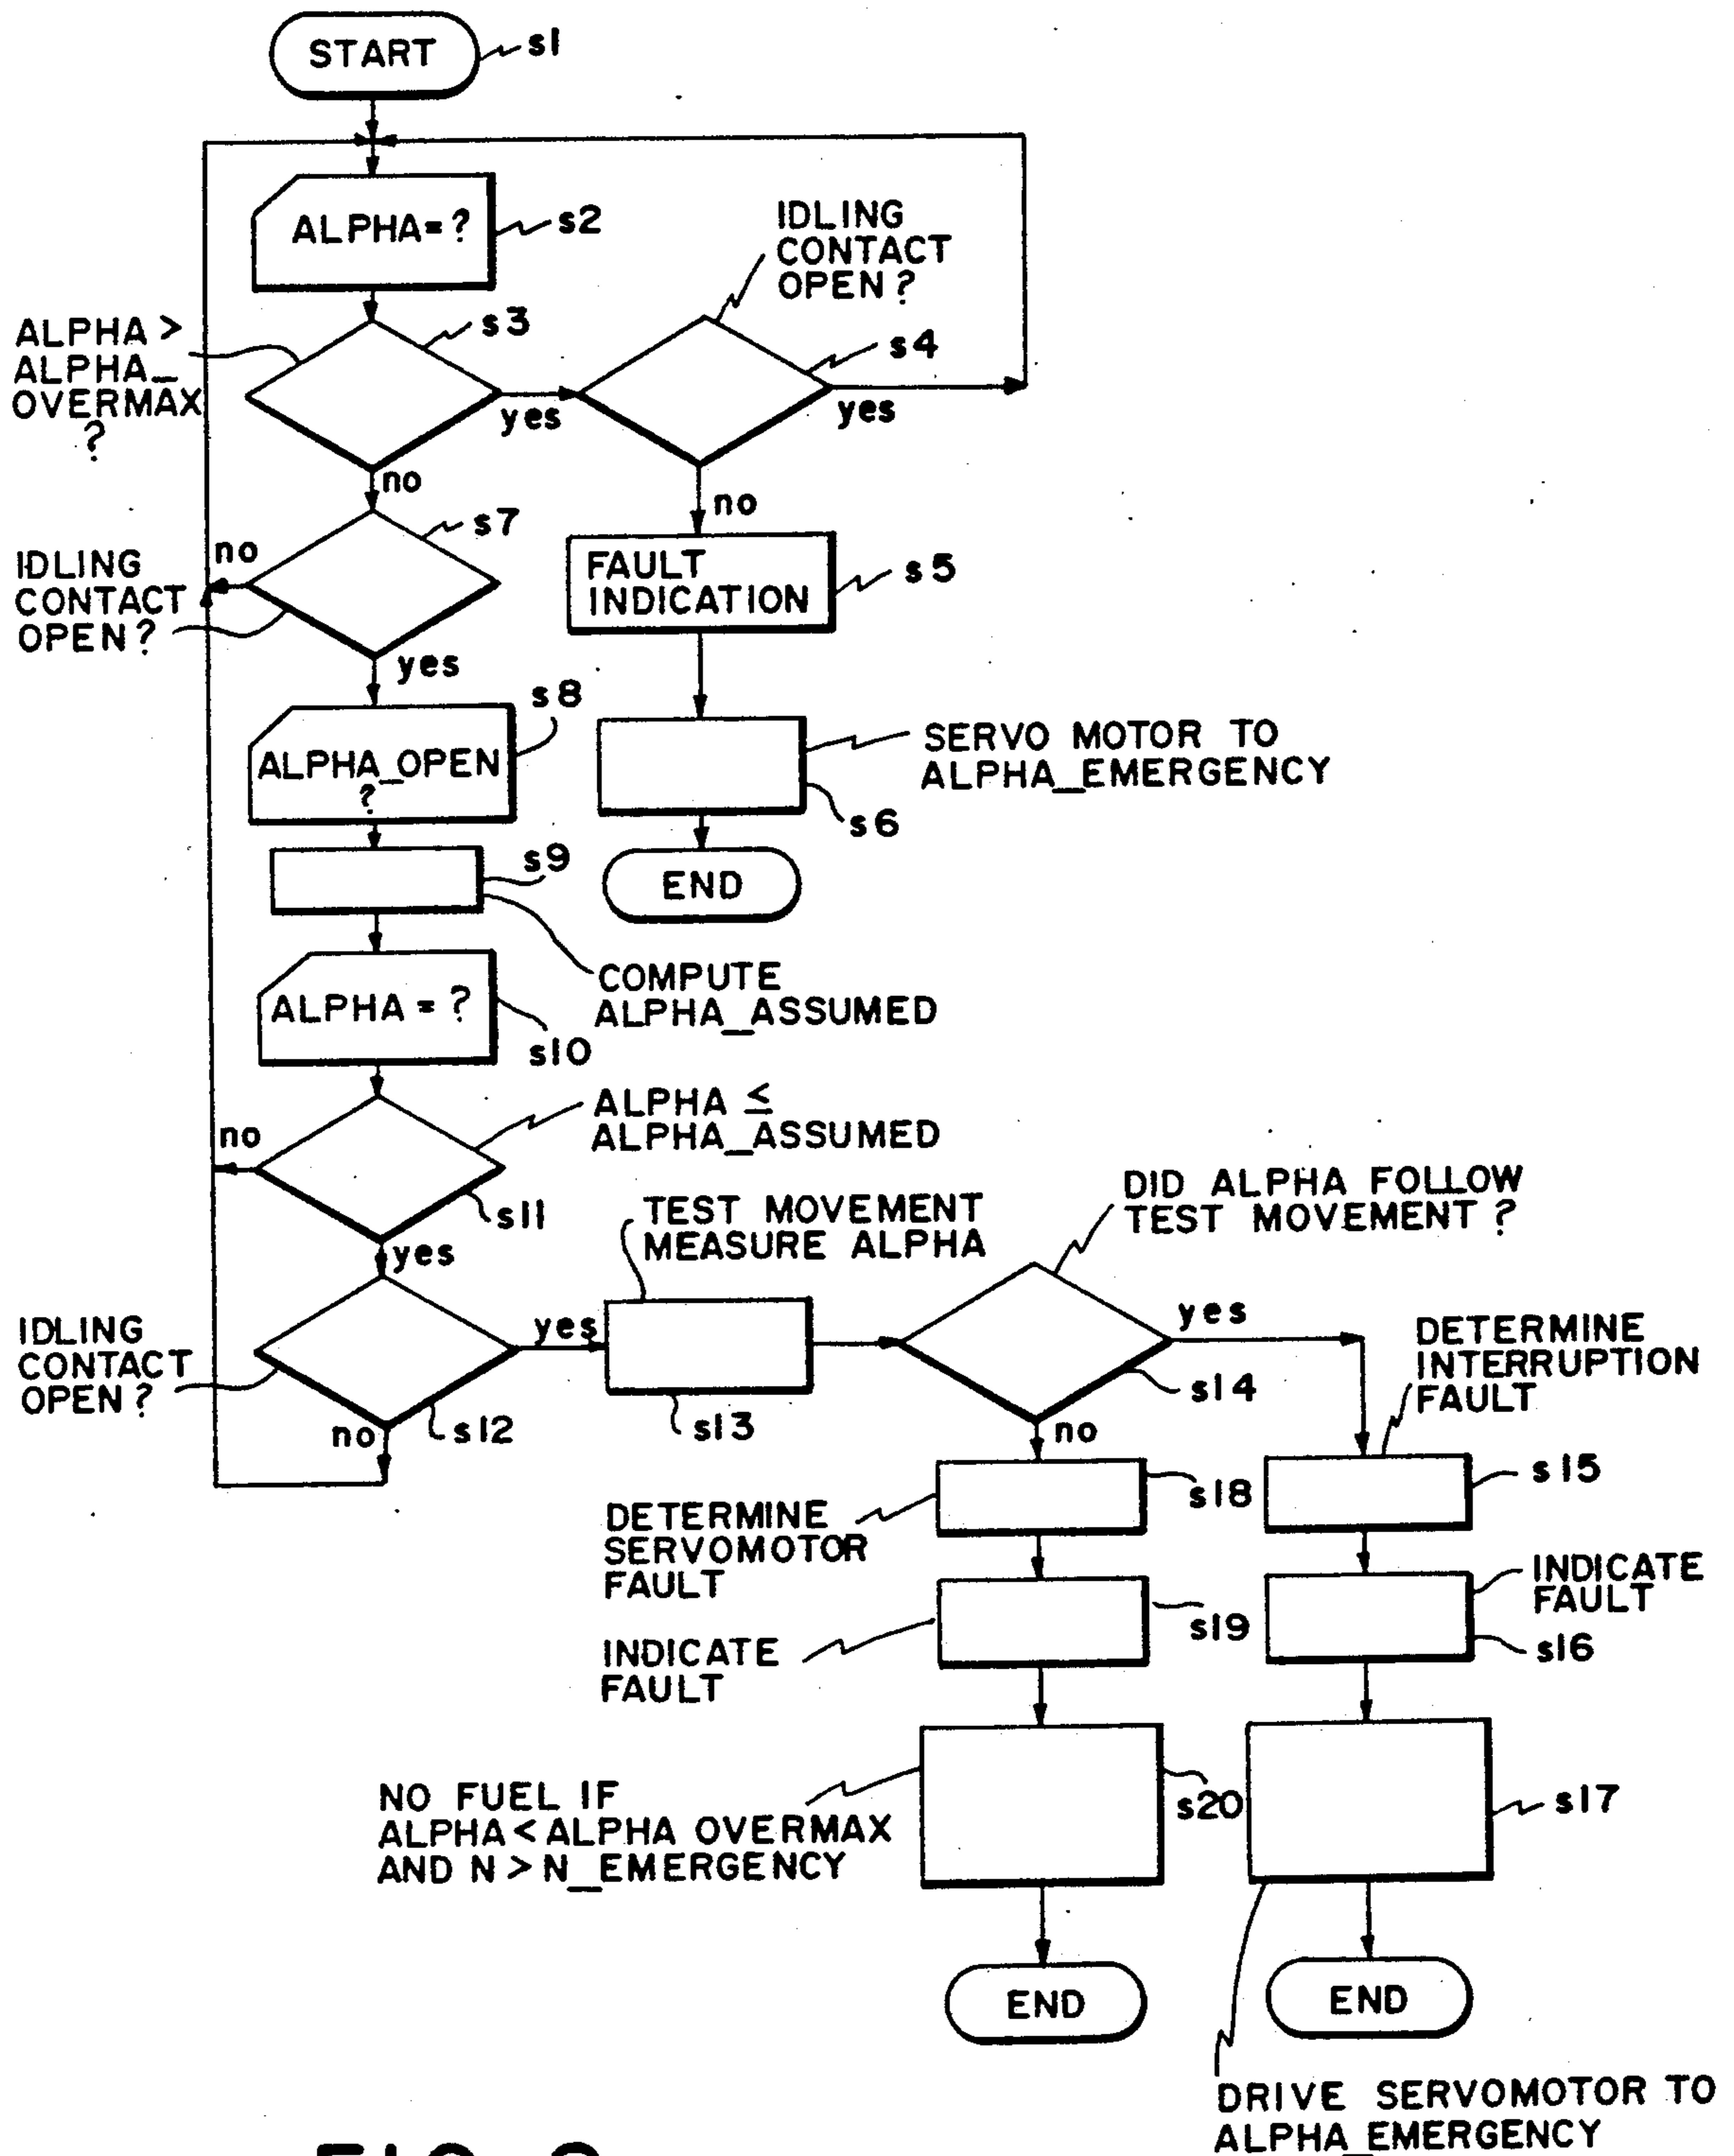 START
s1
ALPHA=?
s2
IDLING
CONTACT
OPEN?
ALPHA >
ALPHA_
OVERMAX
?
s3
s4
yes
yes
no
no
s7
no
IDLING
CONTACT
OPEN?
FAULT
INDICATION
s5
yes
s8
ALPHA_OPEN
?
SERVO MOTOR TO
ALPHA_EMERGENCY
s6
s9
END
COMPUTE
ALPHA_ASSUMED
ALPHA = ?
s10
ALPHA ≤
ALPHA_ASSUMED
no
s11
yes
TEST MOVEMENT
MEASURE ALPHA
DID ALPHA FOLLOW
TEST MOVEMENT ?
IDLING
CONTACT
OPEN?
yes
yes
DETERMINE
INTERRUPTION
FAULT
s14
no
s12
s13
no
s15
s18
DETERMINE
SERVOMOTOR
FAULT
INDICATE
FAULT
s19
s16
INDICATE
FAULT
NO FUEL IF
ALPHA < ALPHA OVERMAX
AND N > N_EMERGENCY
s20
s17
END
END
DRIVE SERVOMOTOR TO
ALPHA_EMERGENCY